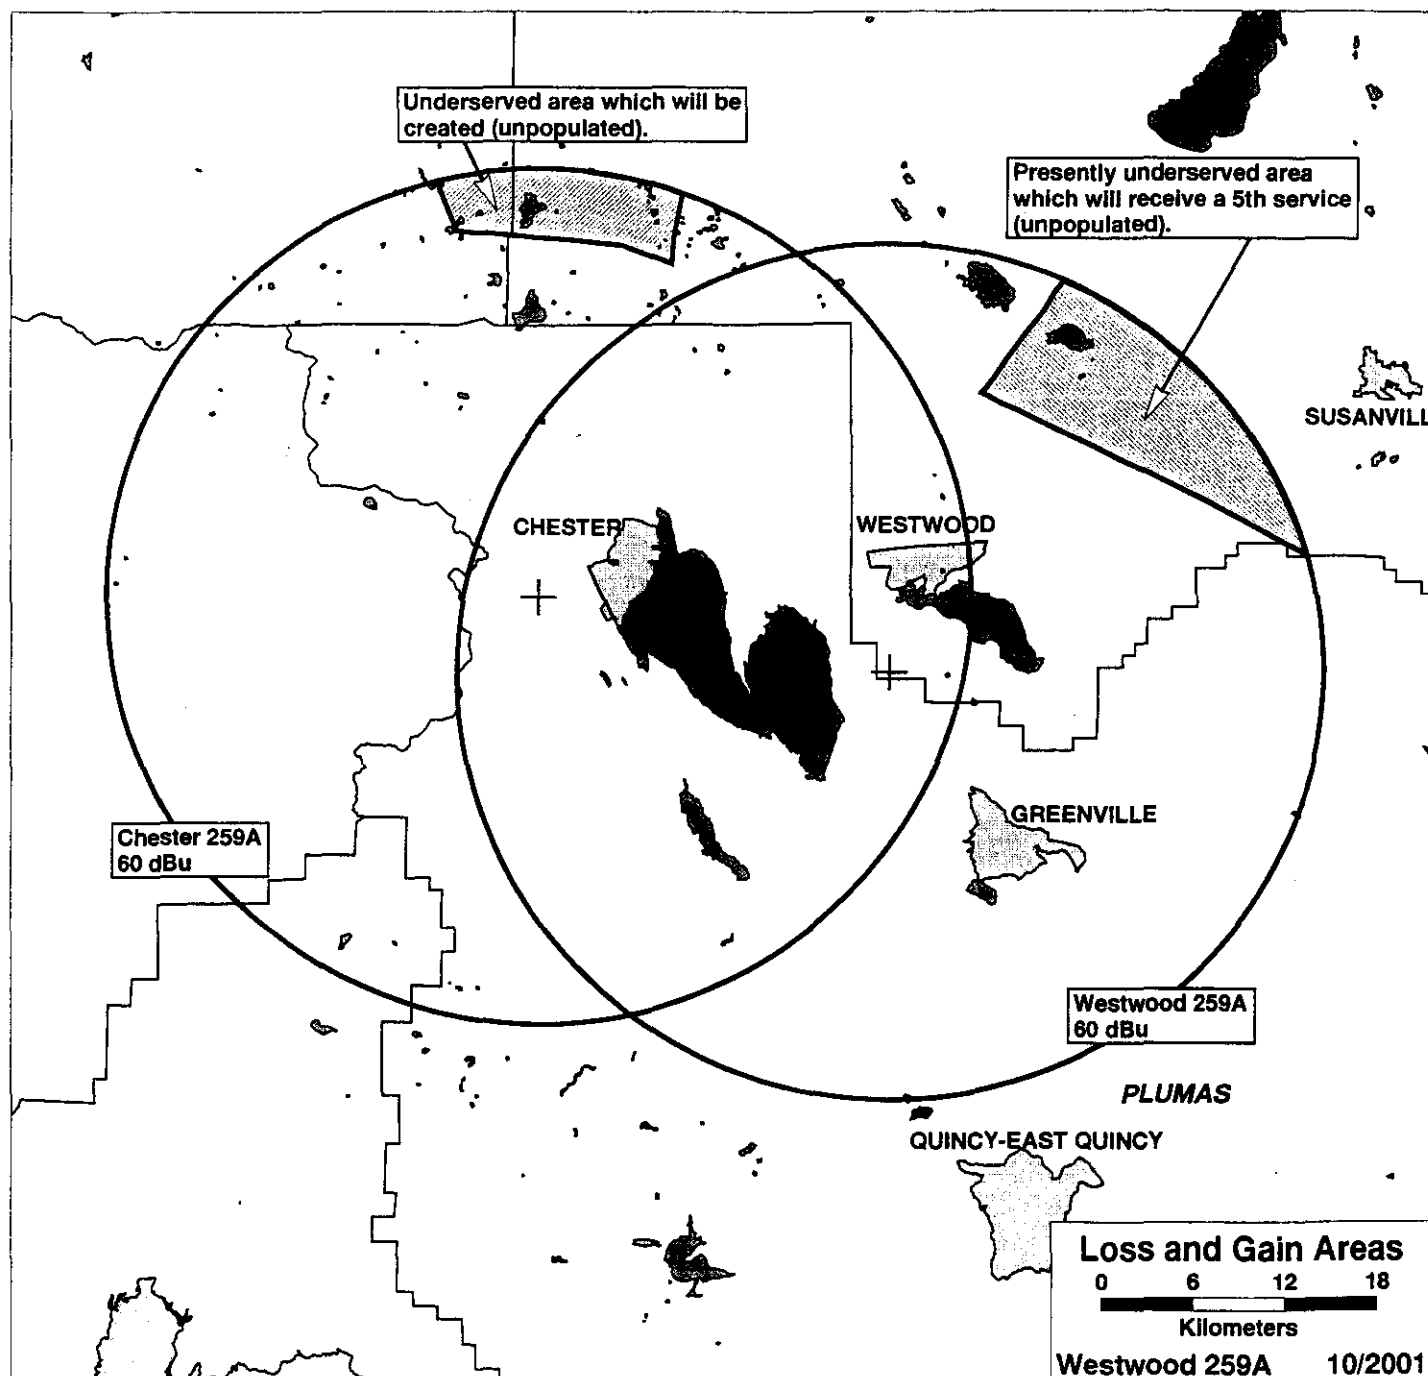 Underserved area which will be
created (unpopulated).
Presently underserved area
which will receive a 5th service
(unpopulated).
SUSANVILL
CHESTER
WESTWOOD
GREENVILLE
Chester 259A
60 dBu
Westwood 259A
60 dBu
PLUMAS
QUINCY-EAST QUINCY
Loss and Gain Areas
0 6 12 18
Kilometers
Westwood 259A 10/2001